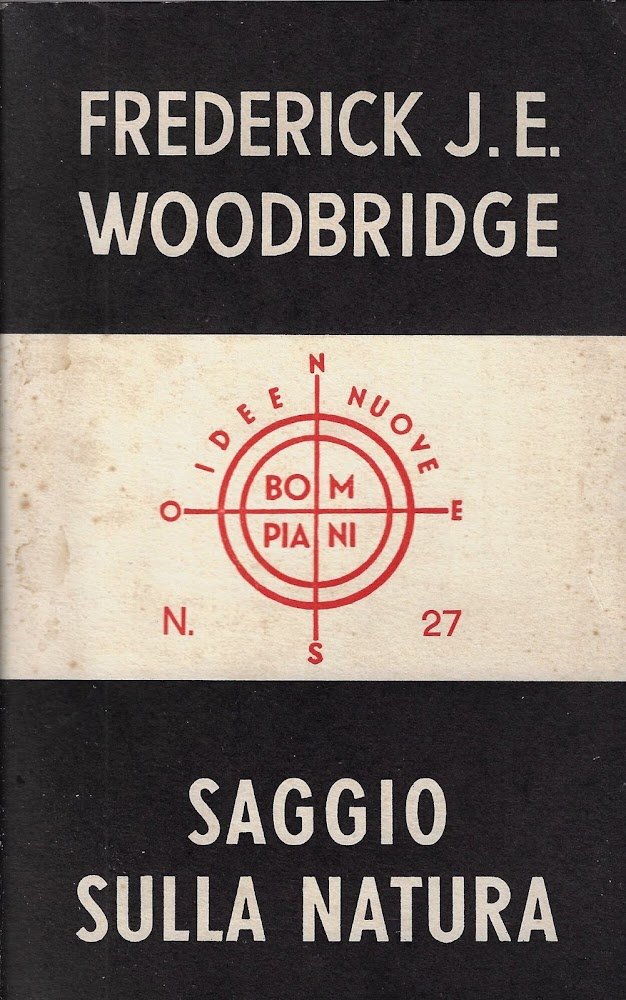 FREDERICK J. E.
WOODBRIDGE
N
IDEE NUOVE
BOM
PIANI
O
E
N. 27
S
SAGGIO
SULLA NATURA